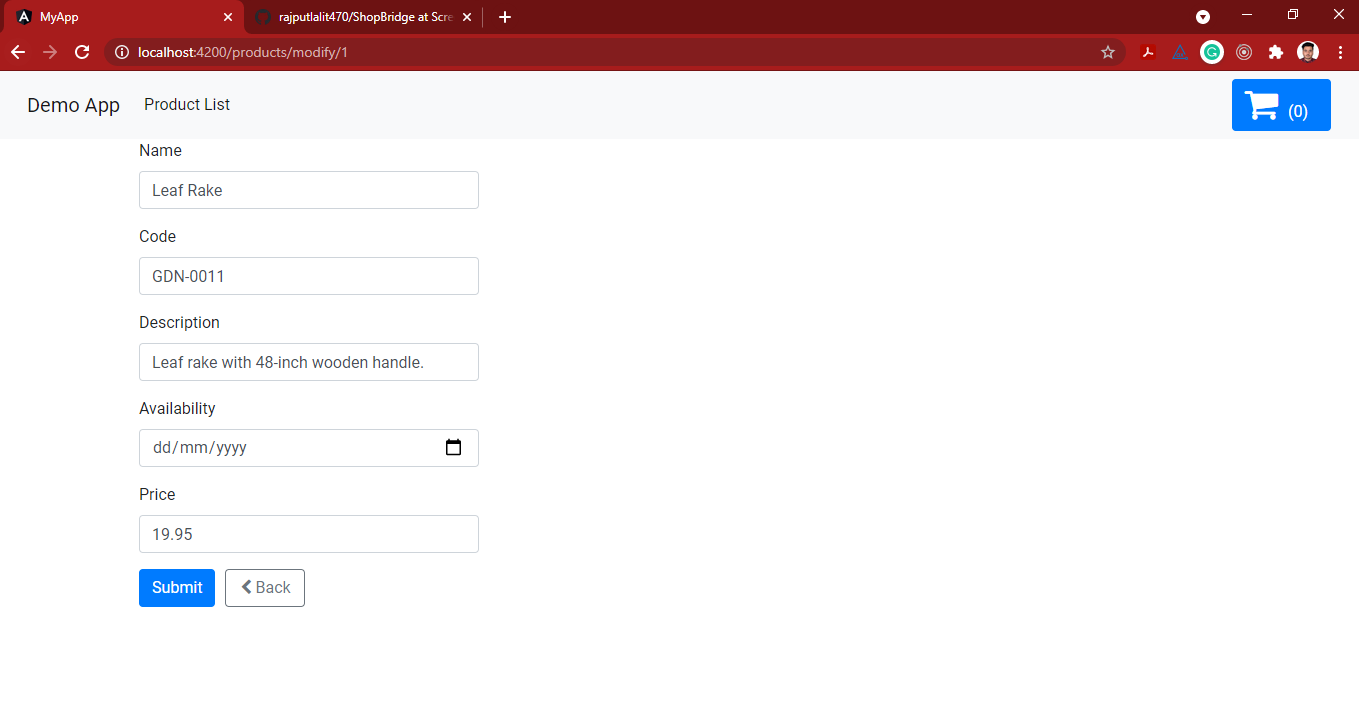 MyApp
rajputlalit470/ShopBridge at Scre
localhost:4200/products/modify/1
Demo App
Product List
(0)
Name
Leaf Rake
Code
GDN-0011
Description
Leaf rake with 48-inch wooden handle.
Availability
dd/mm/yyyy
Price
19.95
Submit
Back